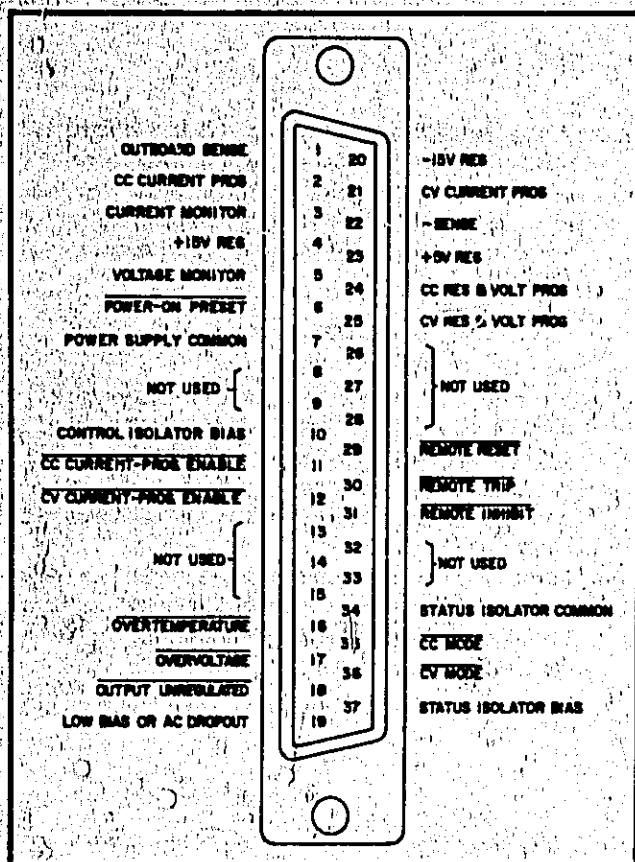 OUTBOARD SENSE 1 20 -15V RES
CC CURRENT PROG 2 21 CV CURRENT PROG
CURRENT MONITOR 3 22 -SENSE
+15V RES 4 23 +5V RES
VOLTAGE MONITOR 5 24 CC RES & VOLT PROG
POWER-ON PRESET 6 25 CV RES & VOLT PROG
POWER SUPPLY COMMON 7 26
NOT USED 8 27 NOT USED
9 28
CONTROL ISOLATOR BIAS 10 29 REMOTE RESET
CC CURRENT-PROG ENABLE 11 30 REMOTE TRIP
CV CURRENT-PROG ENABLE 12 31 REMOTE INHIBIT
13 32
NOT USED 14 33 NOT USED
15 34 STATUS ISOLATOR COMMON
OVERTEMPERATURE 16 35 CC MODE
OVERVOLTAGE 17 36 CV MODE
OUTPUT UNREGULATED 18 37 STATUS ISOLATOR BIAS
LOW BIAS OR AC DROPOUT 19